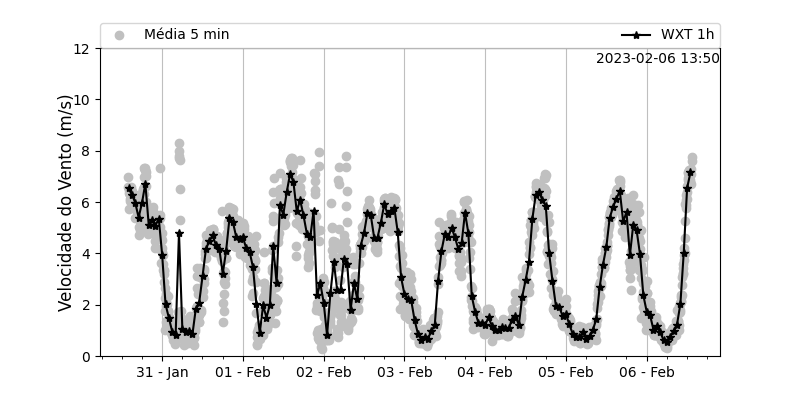 Média 5 min
WXT 1h
2023-02-06 13:50
Velocidade do Vento (m/s)
12
10
8
6
4
2
0
31 - Jan
01 - Feb
02 - Feb
03 - Feb
04 - Feb
05 - Feb
06 - Feb